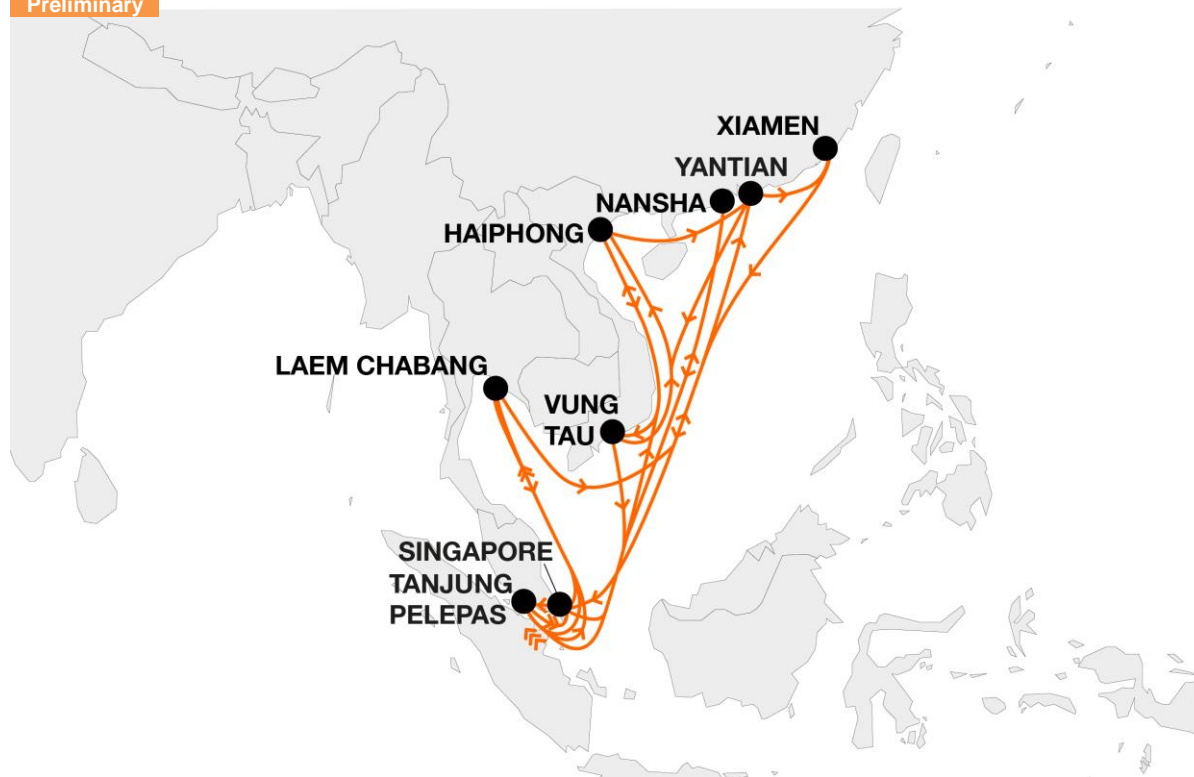 Preliminary
XIAMEN
YANTIAN
NANSHA
HAIPHONG
LAEM CHABANG
VUNG
TAU
SINGAPORE
TANJUNG
PELEPAS